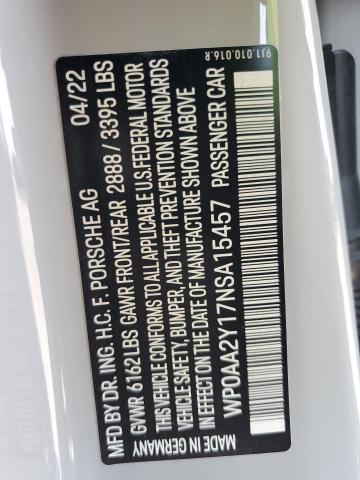 9J1.010.016.R
MFD BY DR. ING. H.C. F. PORSCHE AG 04/22
GVWR 6162 LBS GAWR FRONT/REAR 2888 / 3395 LBS
THIS VEHICLE CONFORMS TO ALL APPLICABLE U.S. FEDERAL MOTOR
VEHICLE SAFETY, BUMPER, AND THEFT PREVENTION STANDARDS
IN EFFECT ON THE DATE OF MANUFACTURE SHOWN ABOVE
WP0AA2Y17NSA15457 PASSENGER CAR
MADE IN GERMANY